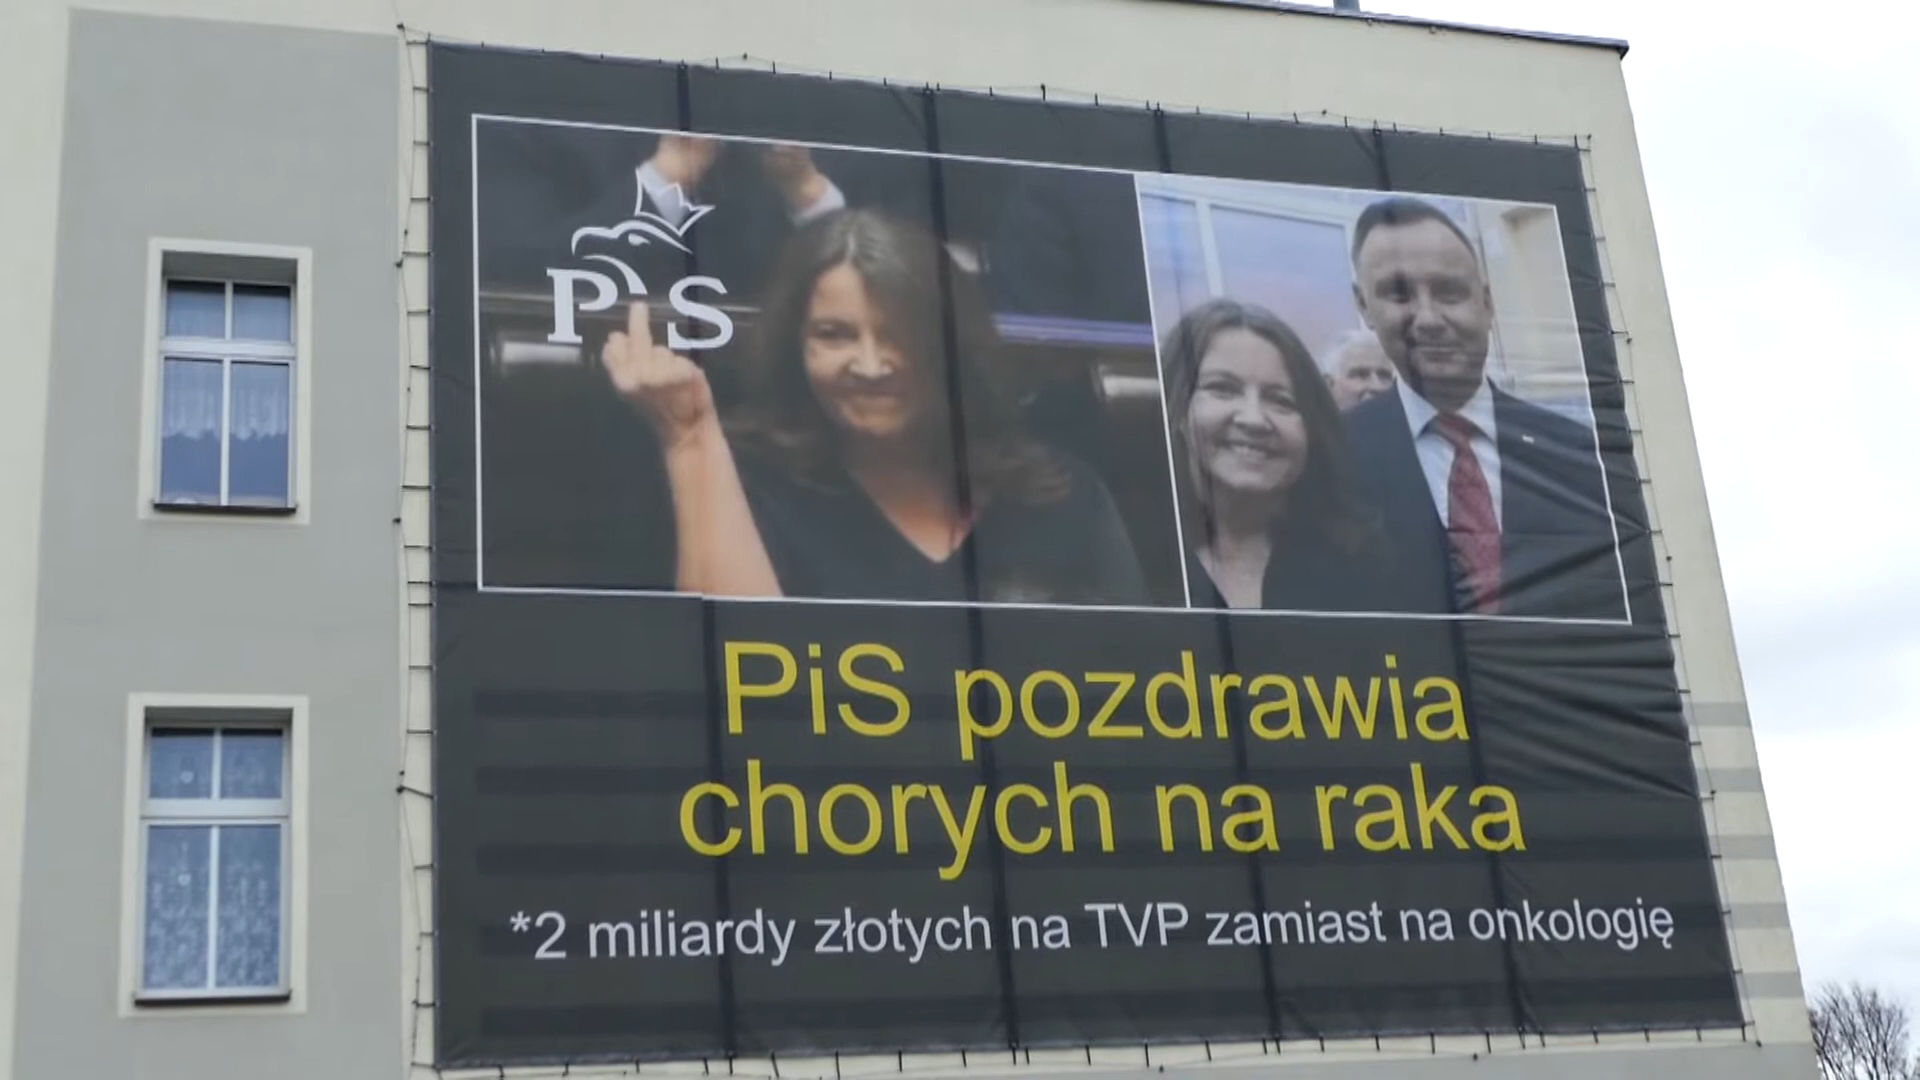 PiS
PiS pozdrawia
chorych na raka
*2 miliardy złotych na TVP zamiast na onkologię